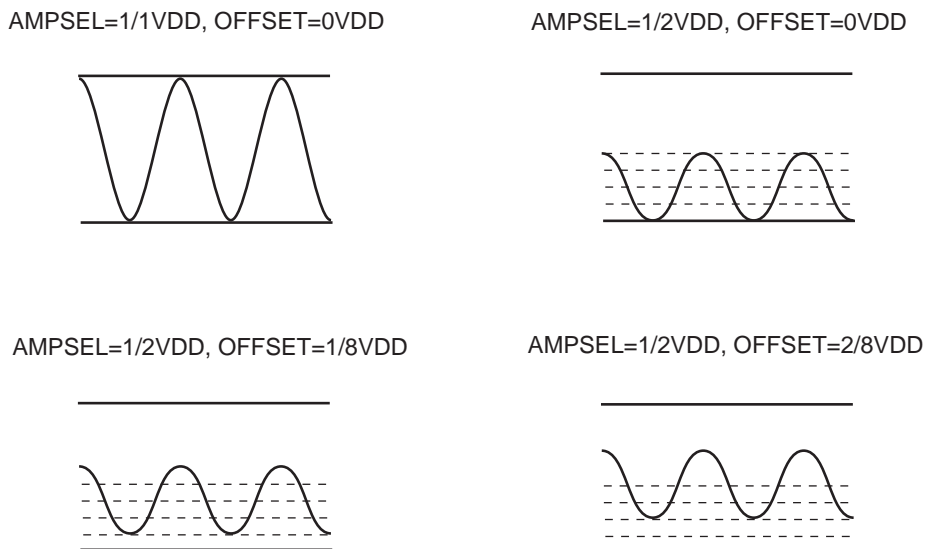 AMPSEL=1/1VDD, OFFSET=0VDD
AMPSEL=1/2VDD, OFFSET=0VDD
AMPSEL=1/2VDD, OFFSET=1/8VDD
AMPSEL=1/2VDD, OFFSET=2/8VDD